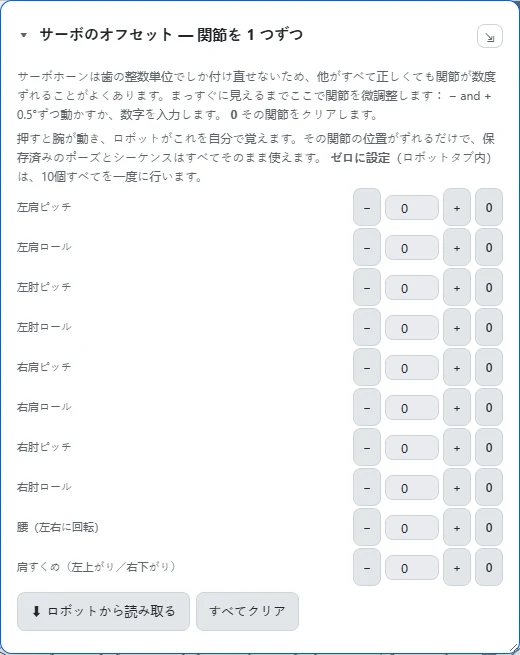 サーボのオフセット — 関節を 1 つずつ
サーボホーンは歯の整数単位でしか付け直せないため、他がすべて正しくても関節が数度
ずれることがよくあります。まっすぐに見えるまでここで関節を微調整します： − and +
0.5°ずつ動かすか、数字を入力します。 0 その関節をクリアします。
押すと腕が動き、ロボットがこれを自分で覚えます。その関節の位置がずれるだけで、保
存済みのポーズとシーケンスはすべてそのまま使えます。 ゼロに設定（ロボットタブ内）
は、10個すべてを一度に行います。
左肩ピッチ − 0 + 0
左肩ロール − 0 + 0
左肘ピッチ − 0 + 0
左肘ロール − 0 + 0
右肩ピッチ − 0 + 0
右肩ロール − 0 + 0
右肘ピッチ − 0 + 0
右肘ロール − 0 + 0
腰（左右に回転） − 0 + 0
肩すくめ（左上がり／右下がり） − 0 + 0
⬇ ロボットから読み取る すべてクリア